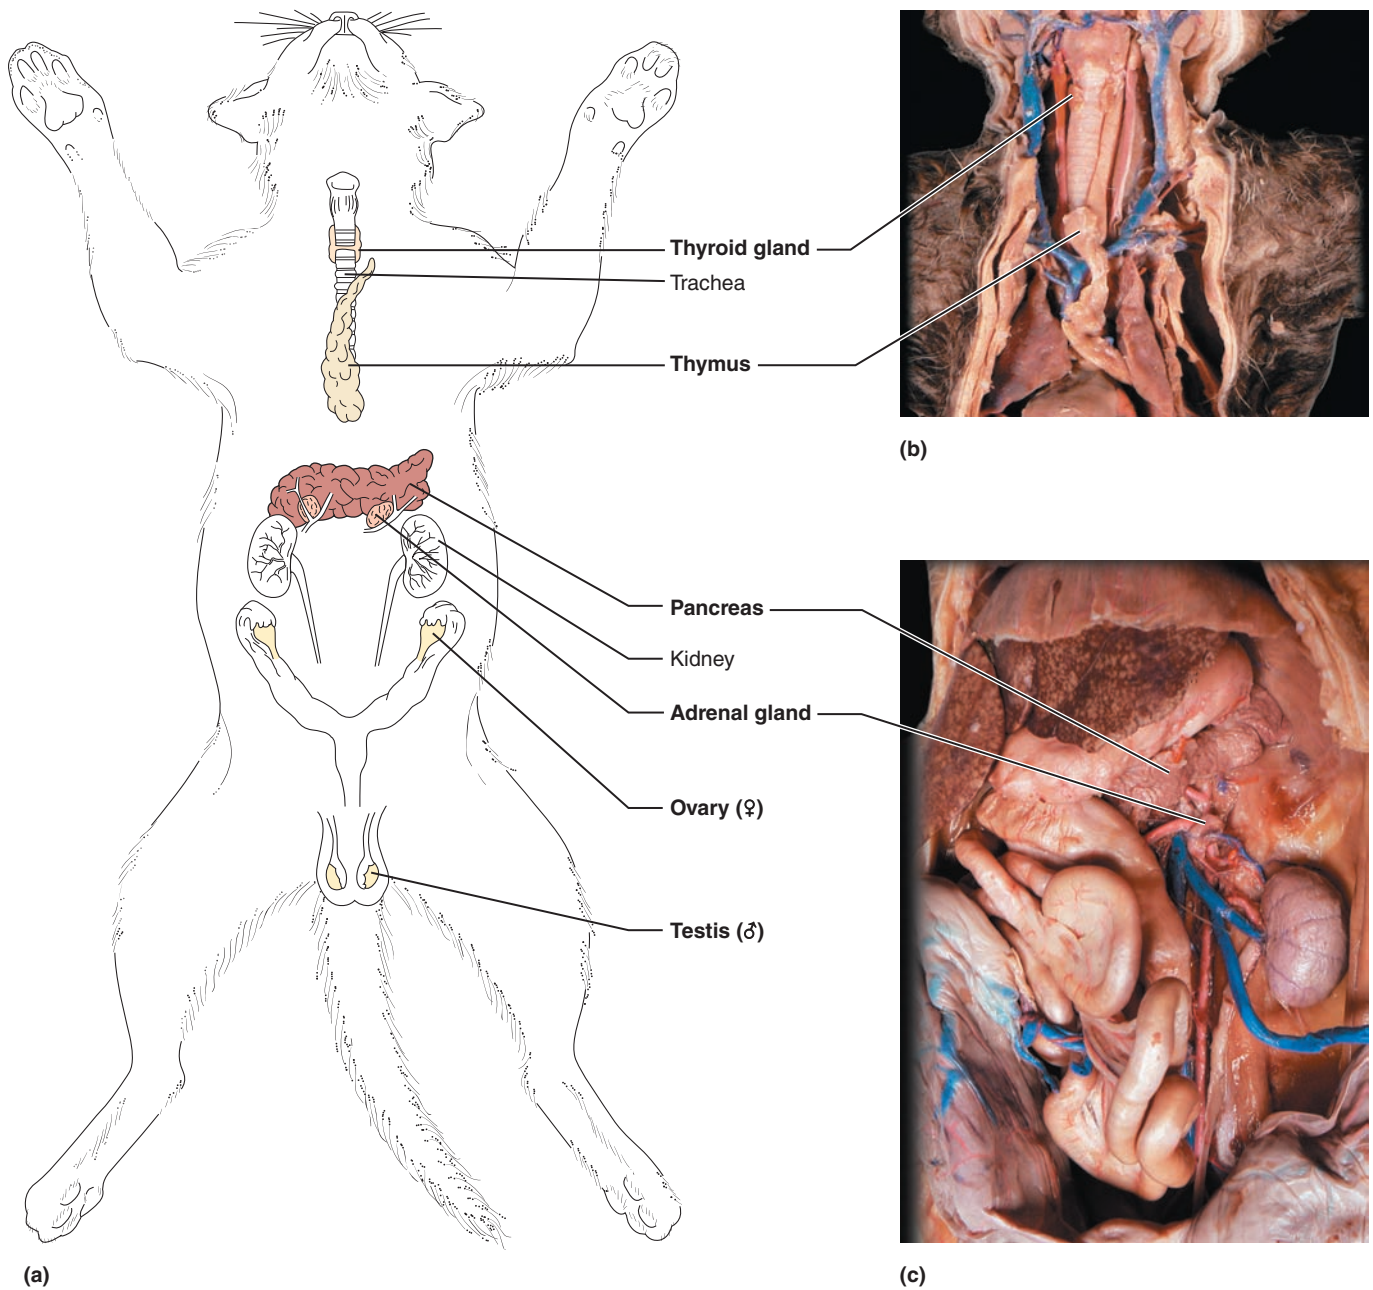 Thyroid gland
Trachea
Thymus
(b)
Pancreas
Kidney
Adrenal gland
Ovary (♀)
Testis (♂)
(a)
(c)